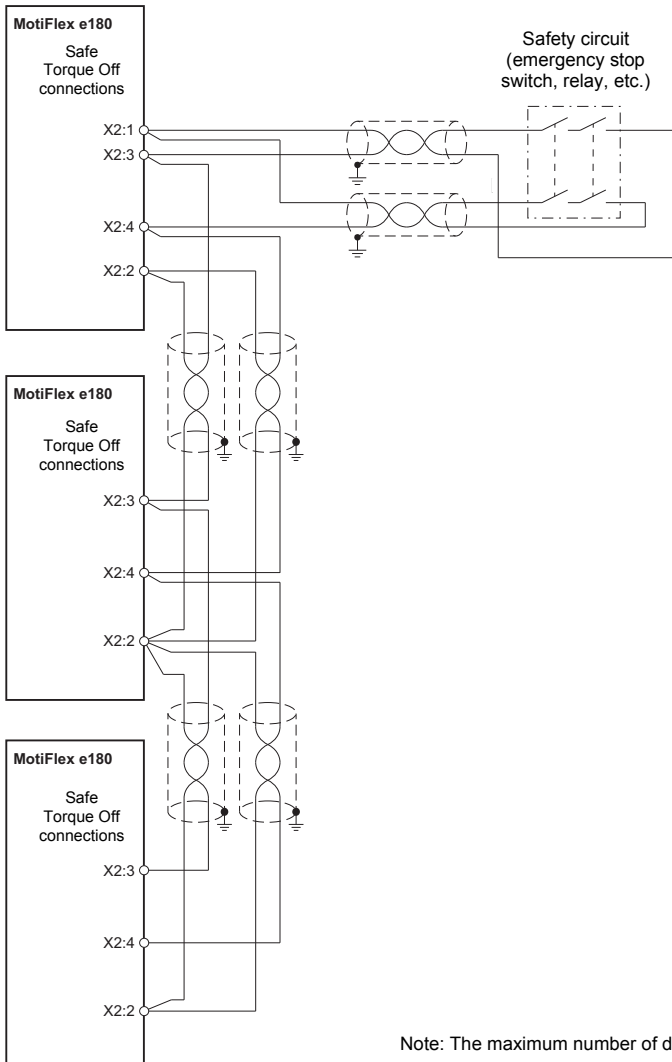 MotiFlex e180
Safe
Torque Off
connections
X2:1
X2:3
X2:4
X2:2
Safety circuit
(emergency stop
switch, relay, etc.)
MotiFlex e180
Safe
Torque Off
connections
X2:3
X2:4
X2:2
MotiFlex e180
Safe
Torque Off
connections
X2:3
X2:4
X2:2
Note: The maximum number of d